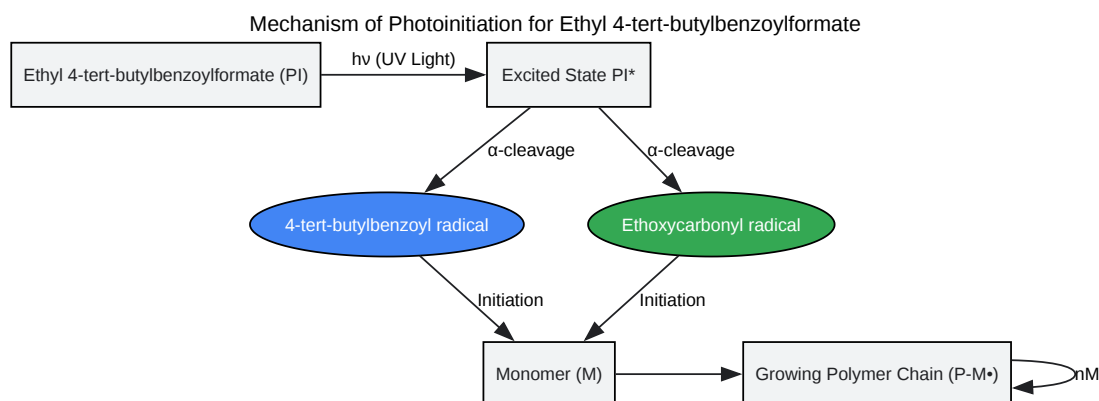 Mechanism of Photoinitiation for Ethyl 4-tert-butylbenzoylformate
Ethyl 4-tert-butylbenzoylformate (PI)
hν (UV Light)
Excited State PI*
α-cleavage
α-cleavage
4-tert-butylbenzoyl radical
Ethoxycarbonyl radical
Initiation
Initiation
Monomer (M)
Growing Polymer Chain (P-M•)
nM